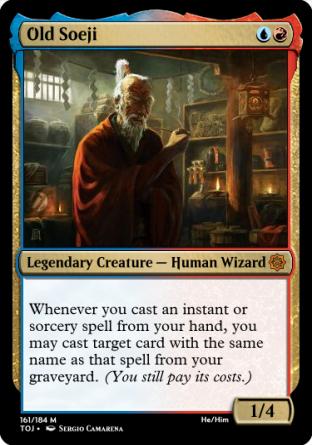 Old Soeji
Legendary Creature — Human Wizard
Whenever you cast an instant or
sorcery spell from your hand, you
may cast target card with the same
name as that spell from your
graveyard. (You still pay its costs.)
1/4
161/184 M
He/Him
TOJ • Sergio Camarena